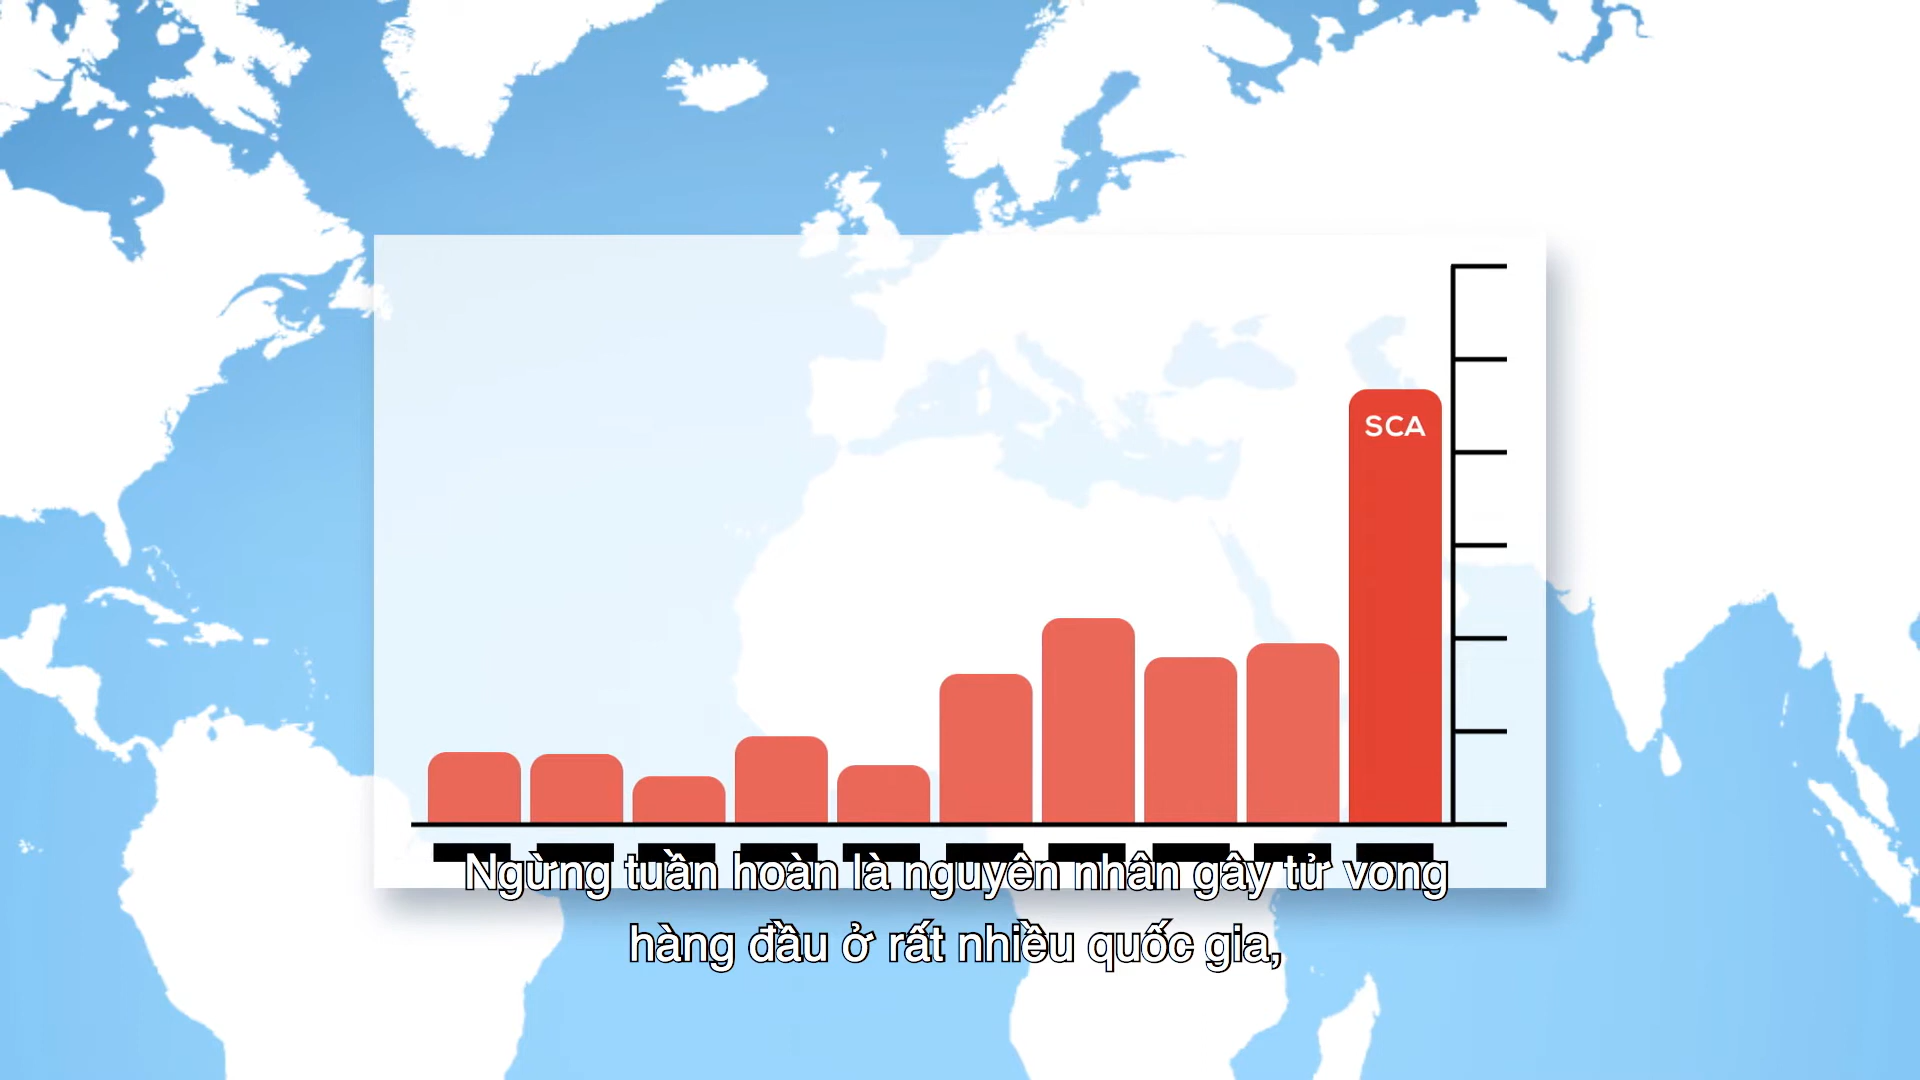 SCA
Ngừng tuần hoàn là nguyên nhân gây tử vong
hàng đầu ở rất nhiều quốc gia,